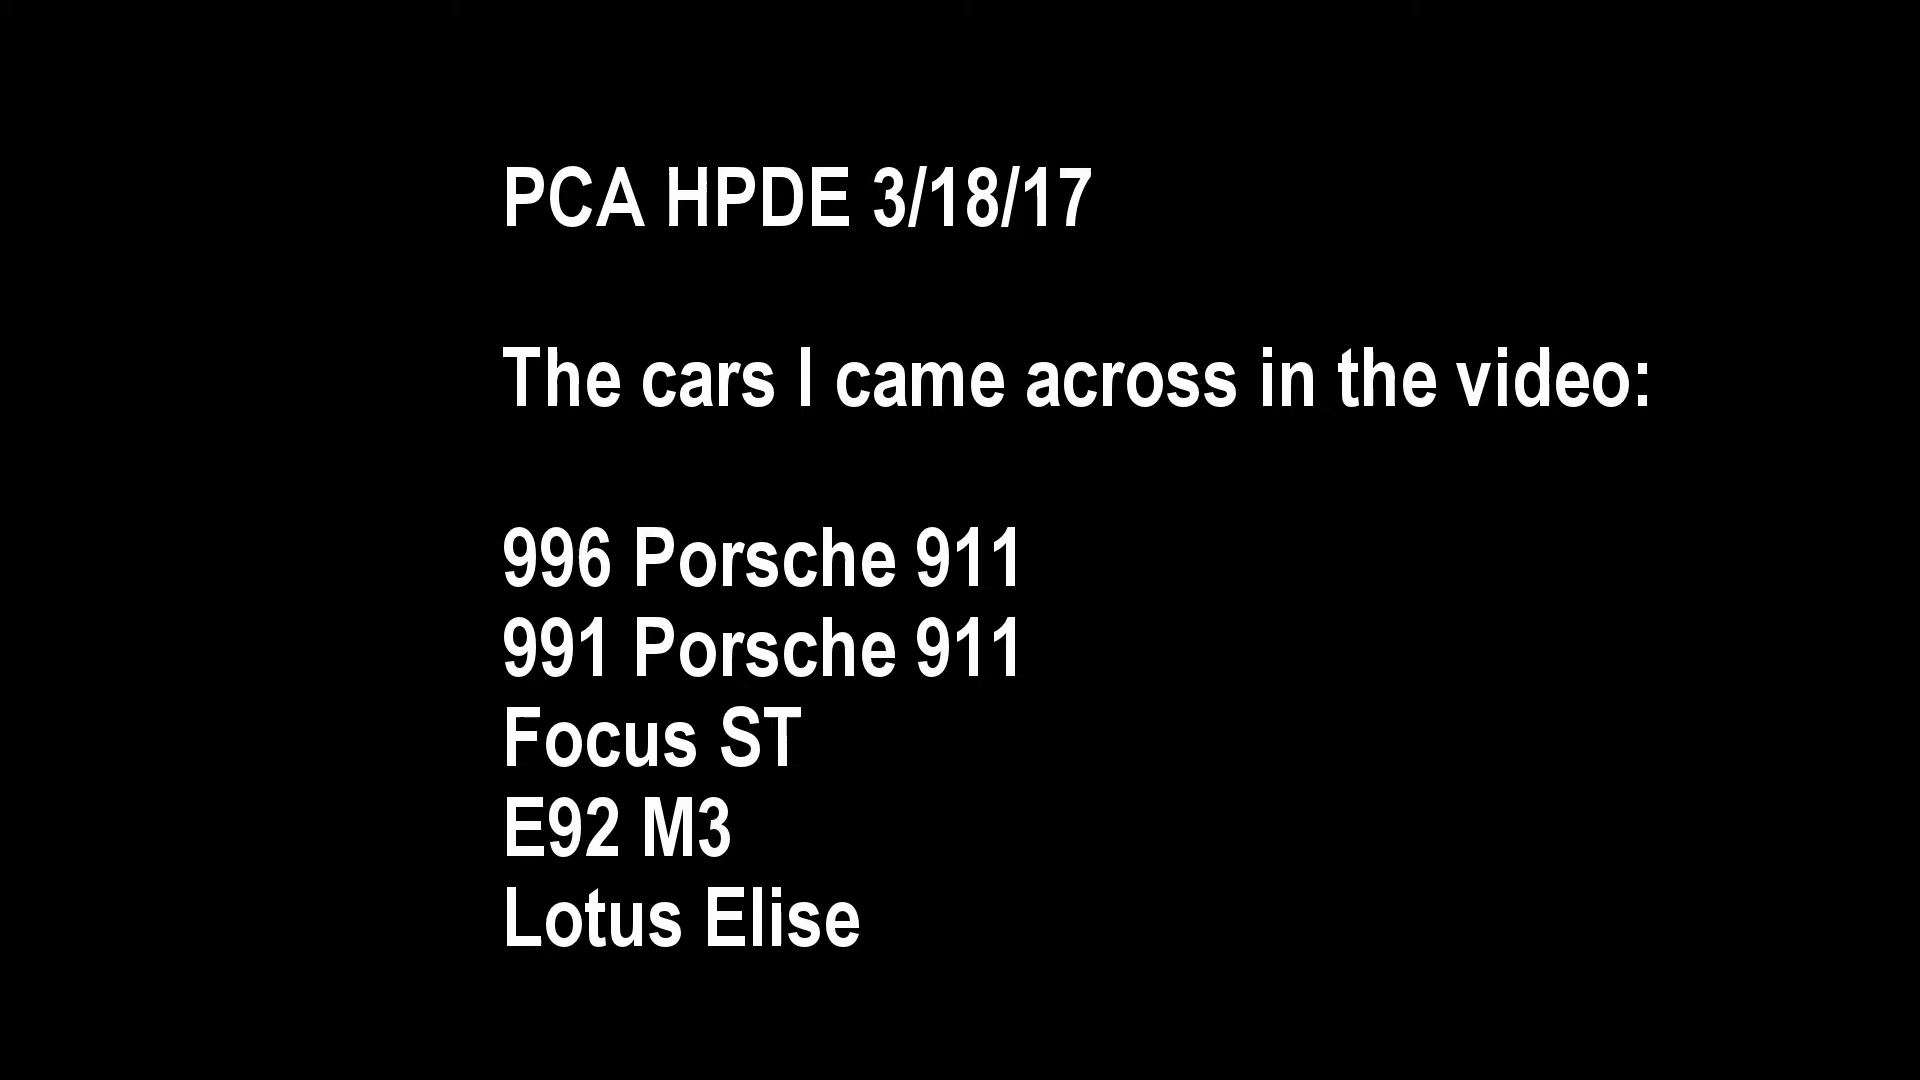 PCA HPDE 3/18/17
The cars I came across in the video:
996 Porsche 911
991 Porsche 911
Focus ST
E92 M3
Lotus Elise